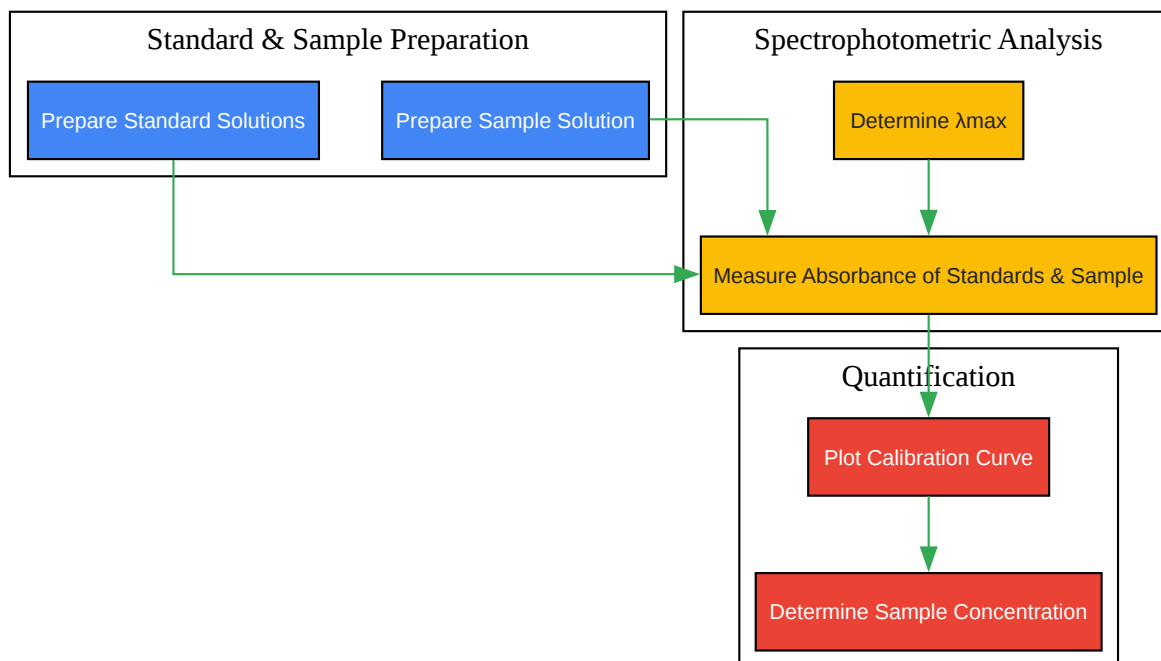 Standard & Sample Preparation
Prepare Standard Solutions
Prepare Sample Solution
Spectrophotometric Analysis
Determine λmax
Measure Absorbance of Standards & Sample
Quantification
Plot Calibration Curve
Determine Sample Concentration